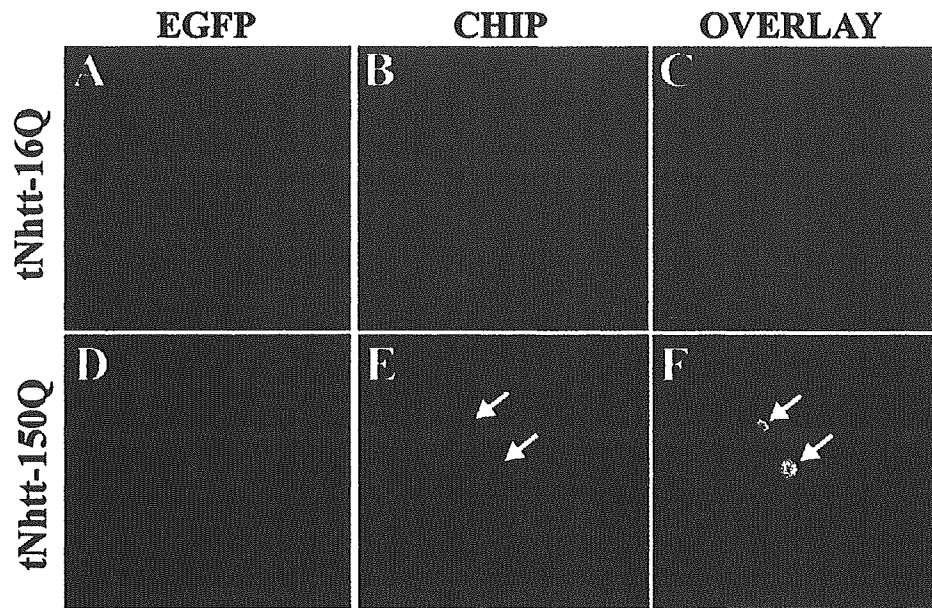 EGFP CHIP OVERLAY
tNhtt-16Q
A B C
tNhtt-150Q
D E F